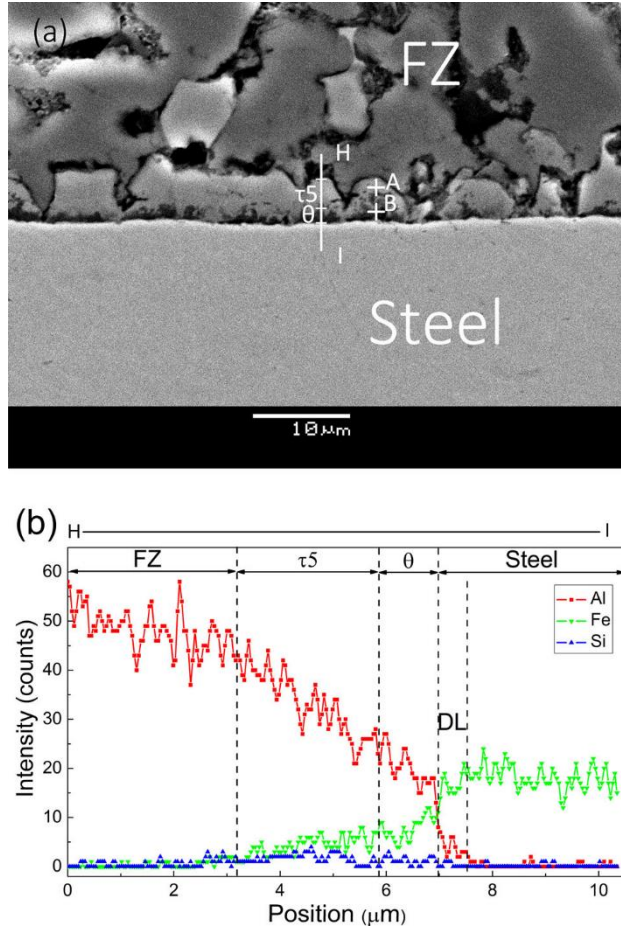 (a)
FZ
H
A
τ5
B
θ
I
Steel
10μm
(b)
H
I
FZ
τ5
θ
Steel
60
50
40
30
20
10
0
Intensity (counts)
Al
Fe
Si
DL
0
2
4
6
8
10
Position (μm)